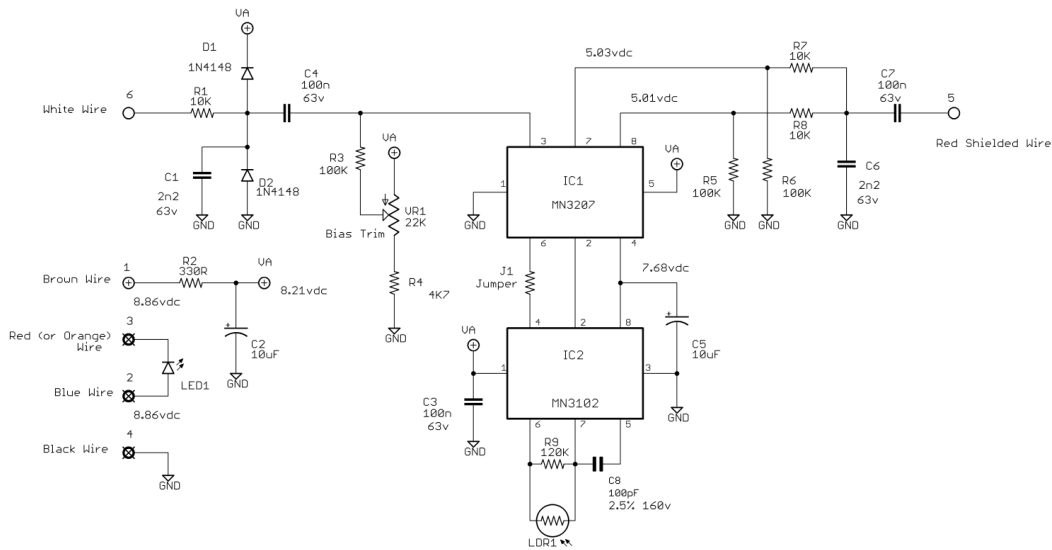 VA
D1
1N4148
C4
100n
63v
White Wire
6
R1
10K
C1
2n2
63v
D2
1N4148
GND
GND
R3
100K
VA
VR1
22K
Bias Trim
R4
4K7
GND
5.03vdc
5.01vdc
3
7
8
IC1
MN3207
1
5
GND
VA
6
2
4
R7
10K
R8
10K
C7
100n
63v
5
Red Shielded Wire
R5
100K
R6
100K
C6
2n2
63v
GND
GND
GND
Brown Wire
1
R2
330R
VA
8.86vdc
8.21vdc
C2
10uF
GND
3
Red (or Orange)
Wire
2
Blue Wire
LED1
8.86vdc
4
Black Wire
GND
J1
Jumper
7.68vdc
4
2
8
IC2
MN3102
1
3
VA
C3
100n
63v
GND
C5
10uF
GND
6
7
5
R9
120K
C8
100pF
2.5% 160v
LDR1